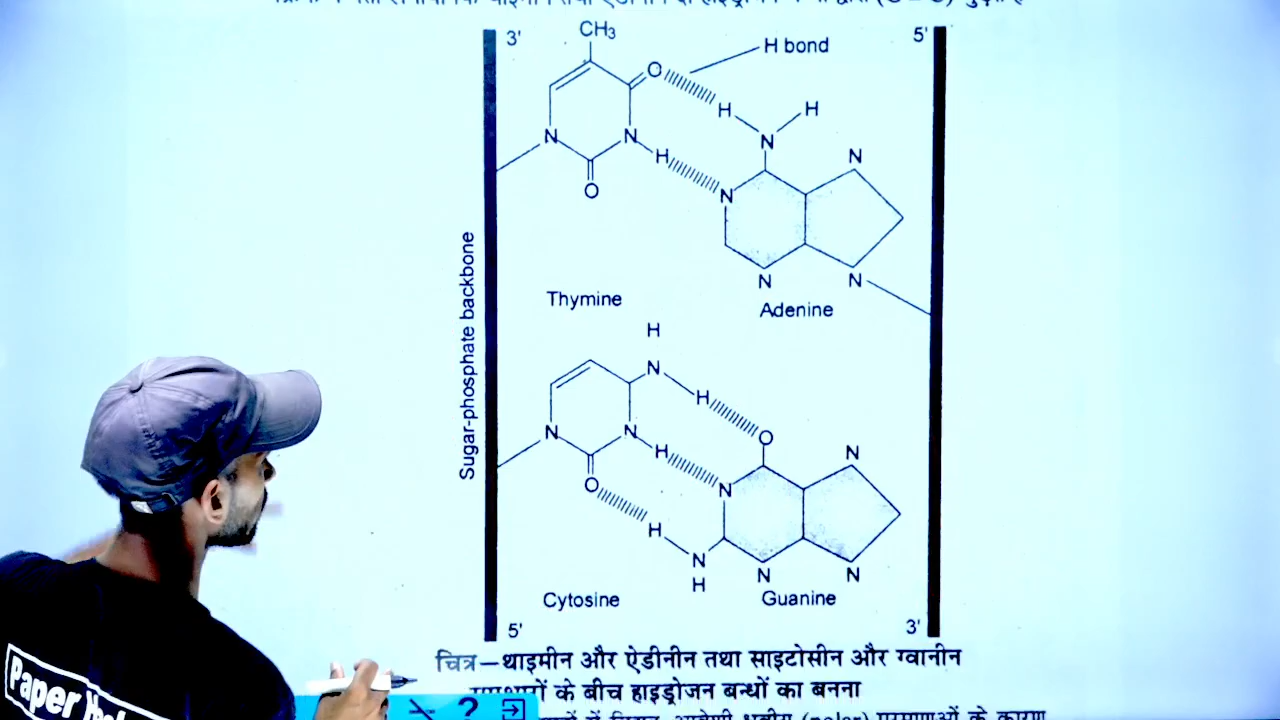 3'
CH₃
5'
H bond
O
H
H
N
N
N
H
N
O
N
N
N
Thymine
Adenine
Sugar-phosphate backbone
H
N
H
O
N
N
H
N
N
O
H
N
H
N
N
Cytosine
Guanine
5'
3'
चित्र–थाइमीन और ऐडीनीन तथा साइटोसीन और ग्वानीन
के बीच हाइड्रोजन बन्धों का बनना
Paper
?